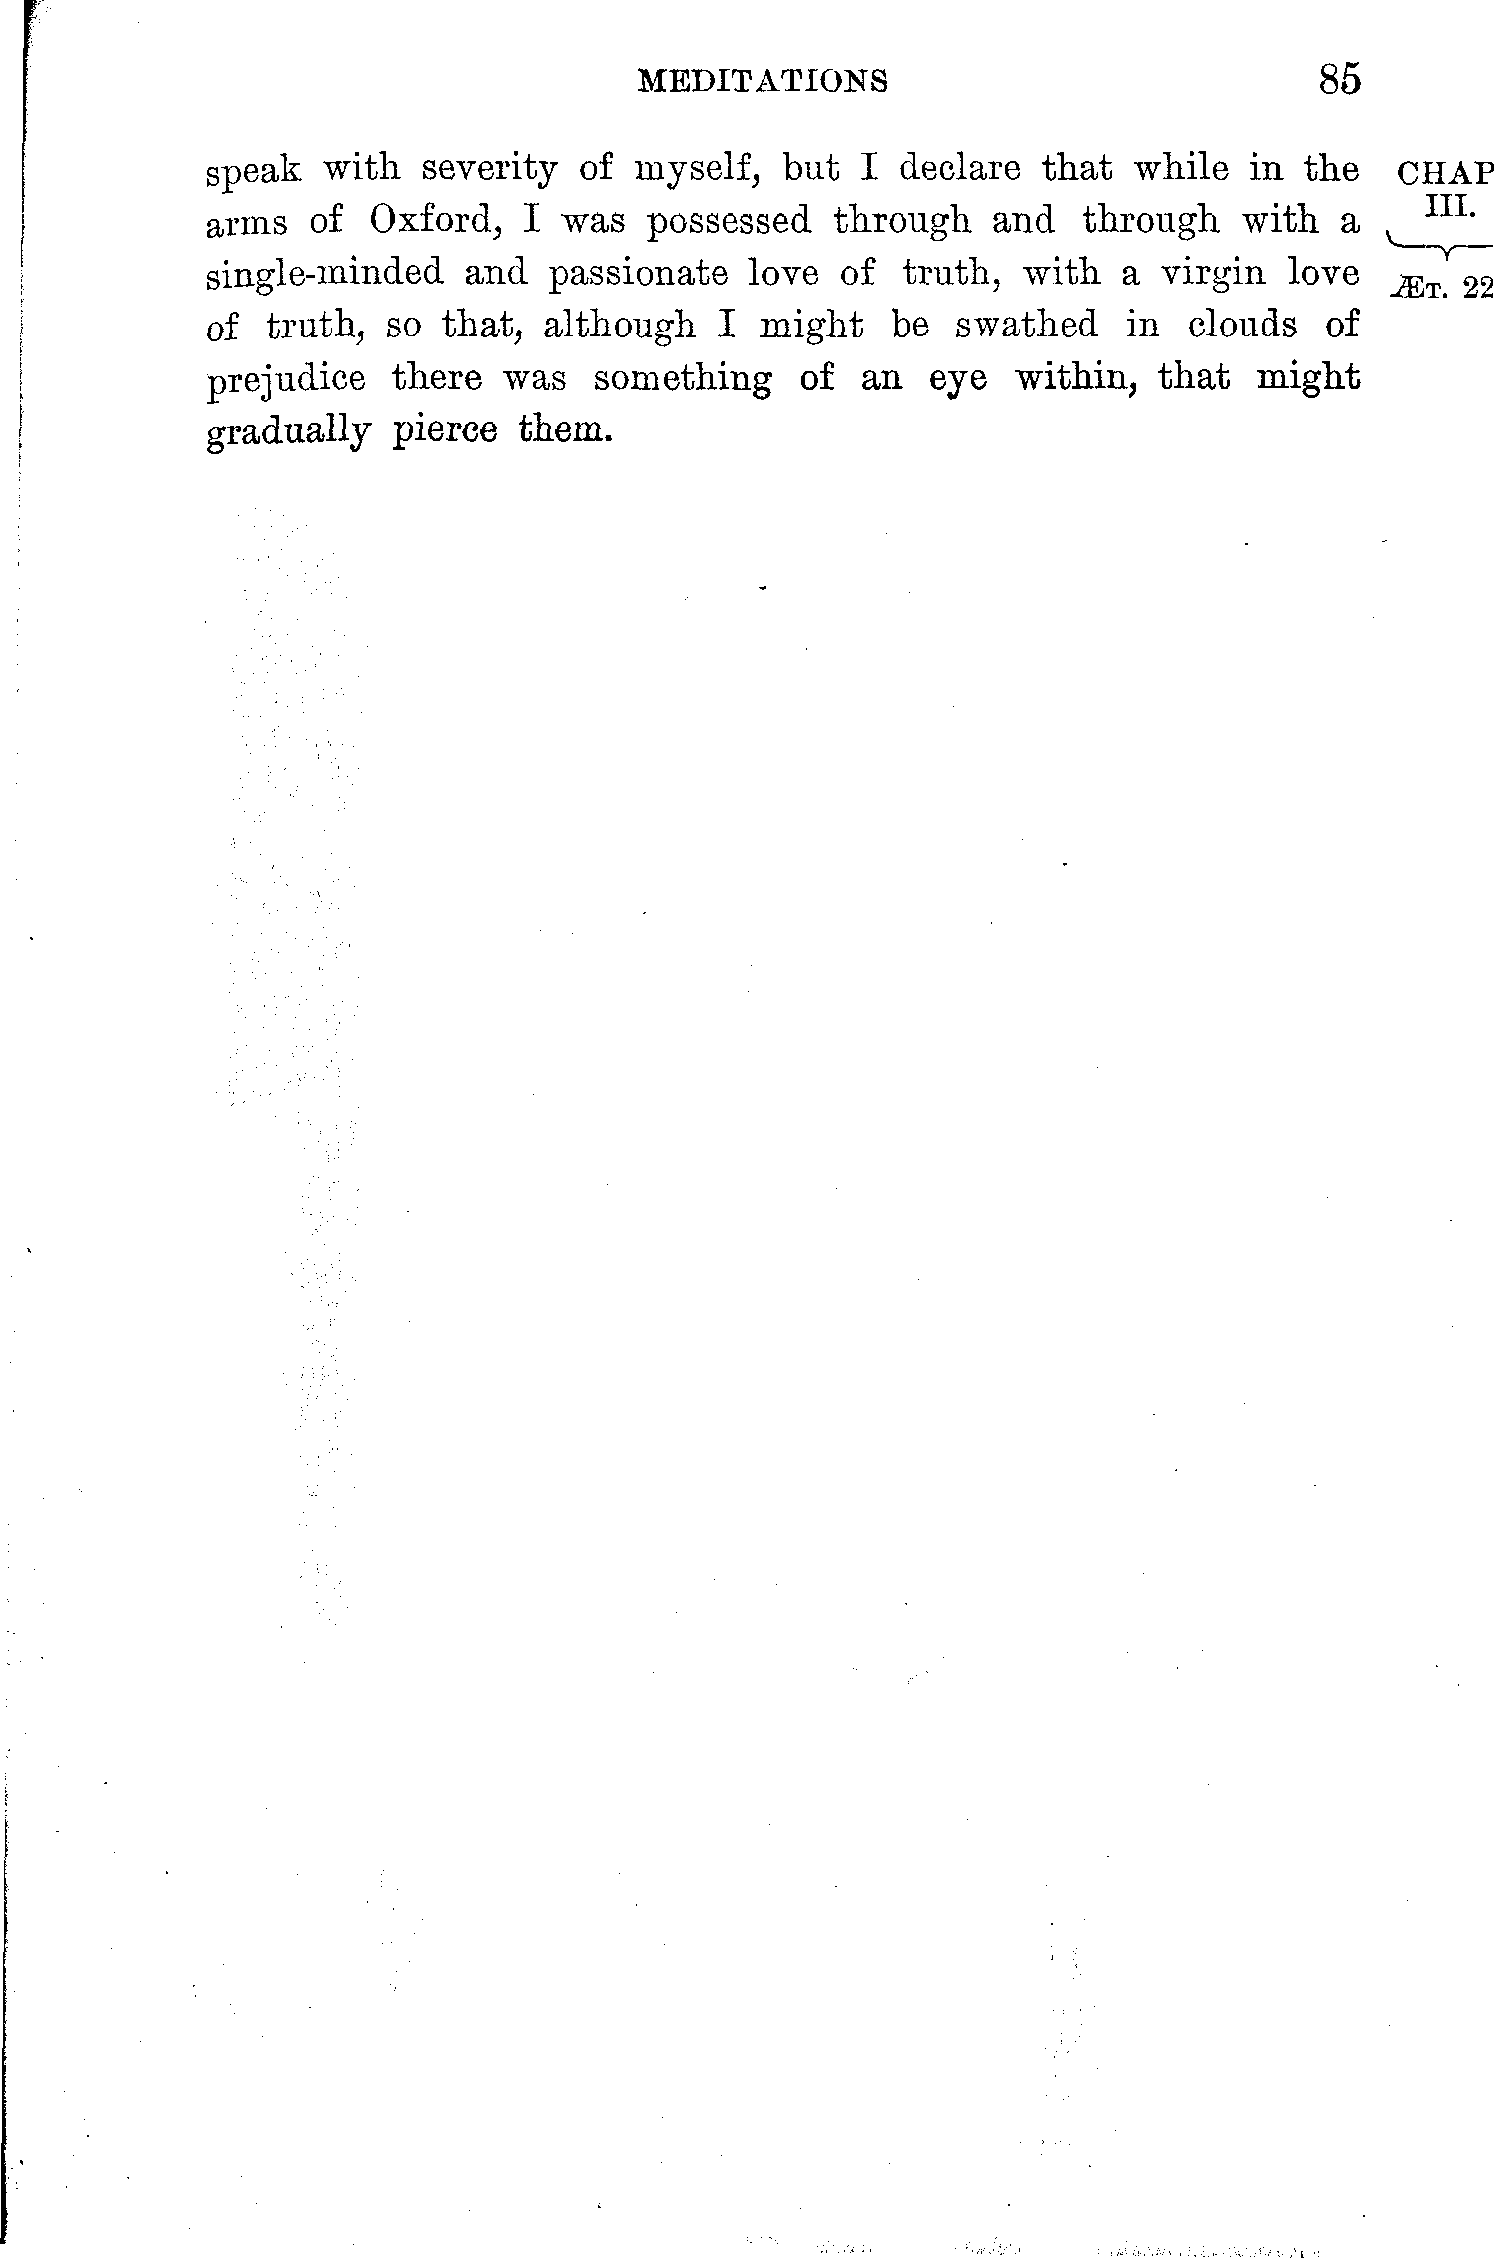 MEDITATIONS 85
speak with severity of myself, but I declare that while in the
arms of Oxford, I was possessed through and through with a
single-minded and passionate love of truth, with a virgin love
of truth, so that, although I might be swathed in clouds of
prejudice there was something of an eye within, that might
gradually pierce them.
CHAP
III.
ÆT. 22